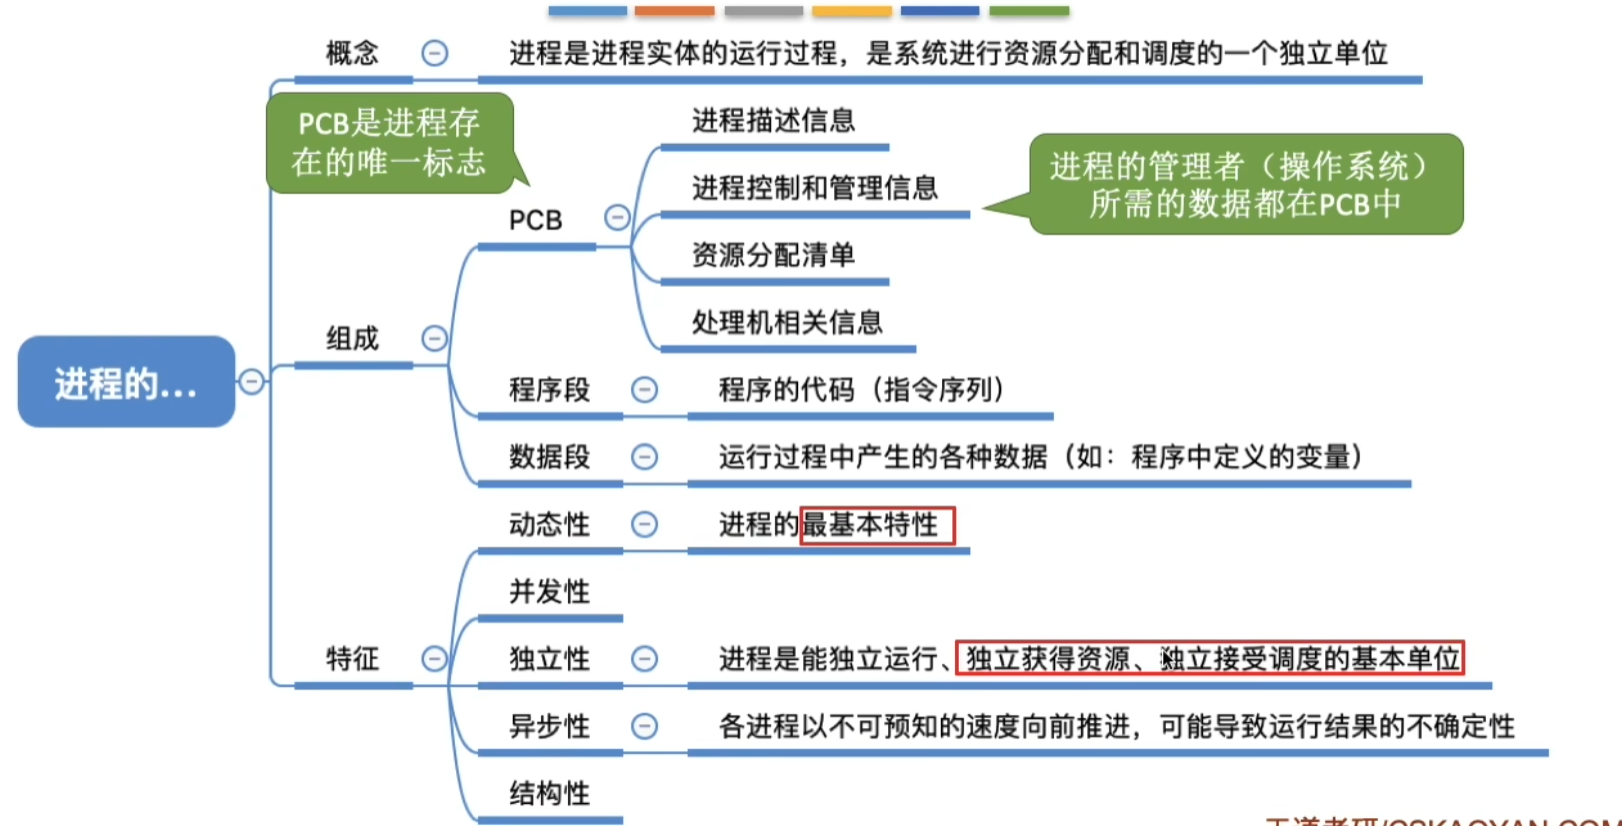 概念
进程是进程实体的运行过程，是系统进行资源分配和调度的一个独立单位
PCB是进程存
在的唯一标志
进程描述信息
进程的管理者（操作系统）
所需的数据都在PCB中
进程控制和管理信息
PCB
资源分配清单
处理机相关信息
组成
进程的...
程序段
程序的代码（指令序列）
数据段
运行过程中产生的各种数据（如：程序中定义的变量）
动态性
进程的最基本特性
并发性
特征
独立性
进程是能独立运行、独立获得资源、独立接受调度的基本单位
异步性
各进程以不可预知的速度向前推进，可能导致运行结果的不确定性
结构性
王道考研/CSKAOYAN.COM